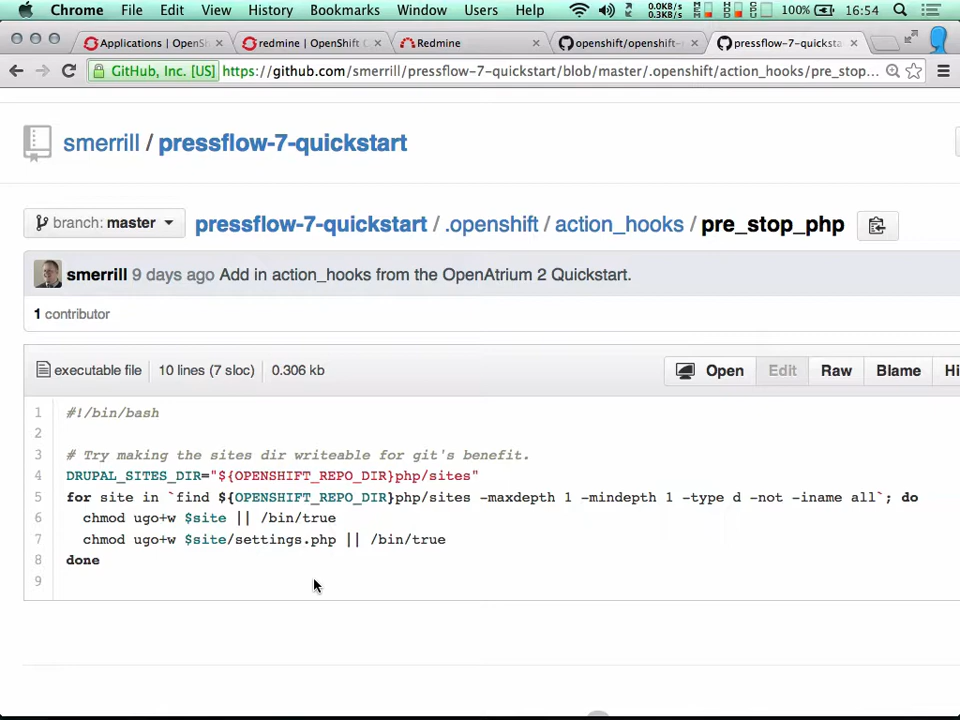 Chrome File Edit View History Bookmarks Window Users Help 0.0KB/s 0.3KB/s 100% 16:54
Applications | OpenSh redmine | OpenShift Redmine openshift/openshift- pressflow-7-quicksta
GitHub, Inc. [US] https://github.com/smerrill/pressflow-7-quickstart/blob/master/.openshift/action_hooks/pre_stop...
smerrill / pressflow-7-quickstart
branch: master pressflow-7-quickstart / .openshift / action_hooks / pre_stop_php
smerrill 9 days ago Add in action_hooks from the OpenAtrium 2 Quickstart.
1 contributor
executable file 10 lines (7 sloc) 0.306 kb Open Edit Raw Blame Hi
1 #!/bin/bash
2
3 # Try making the sites dir writeable for git's benefit.
4 DRUPAL_SITES_DIR="${OPENSHIFT_REPO_DIR}php/sites"
5 for site in `find ${OPENSHIFT_REPO_DIR}php/sites -maxdepth 1 -mindepth 1 -type d -not -iname all`; do
6 chmod ugo+w $site || /bin/true
7 chmod ugo+w $site/settings.php || /bin/true
8 done
9